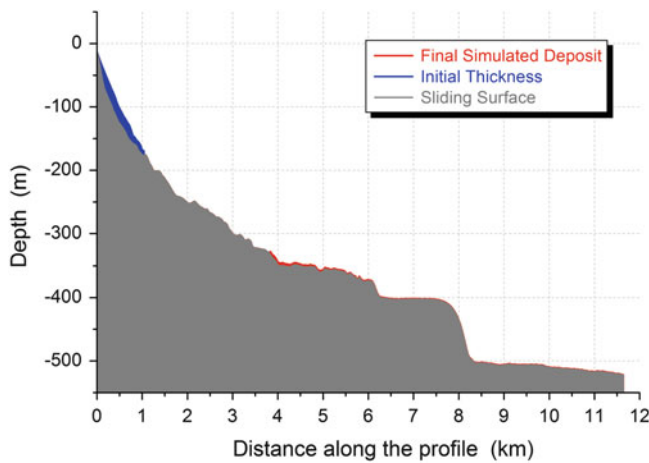 Final Simulated Deposit
Initial Thickness
Sliding Surface
0
-100
-200
-300
-400
-500
Depth (m)
0 1 2 3 4 5 6 7 8 9 10 11 12
Distance along the profile (km)